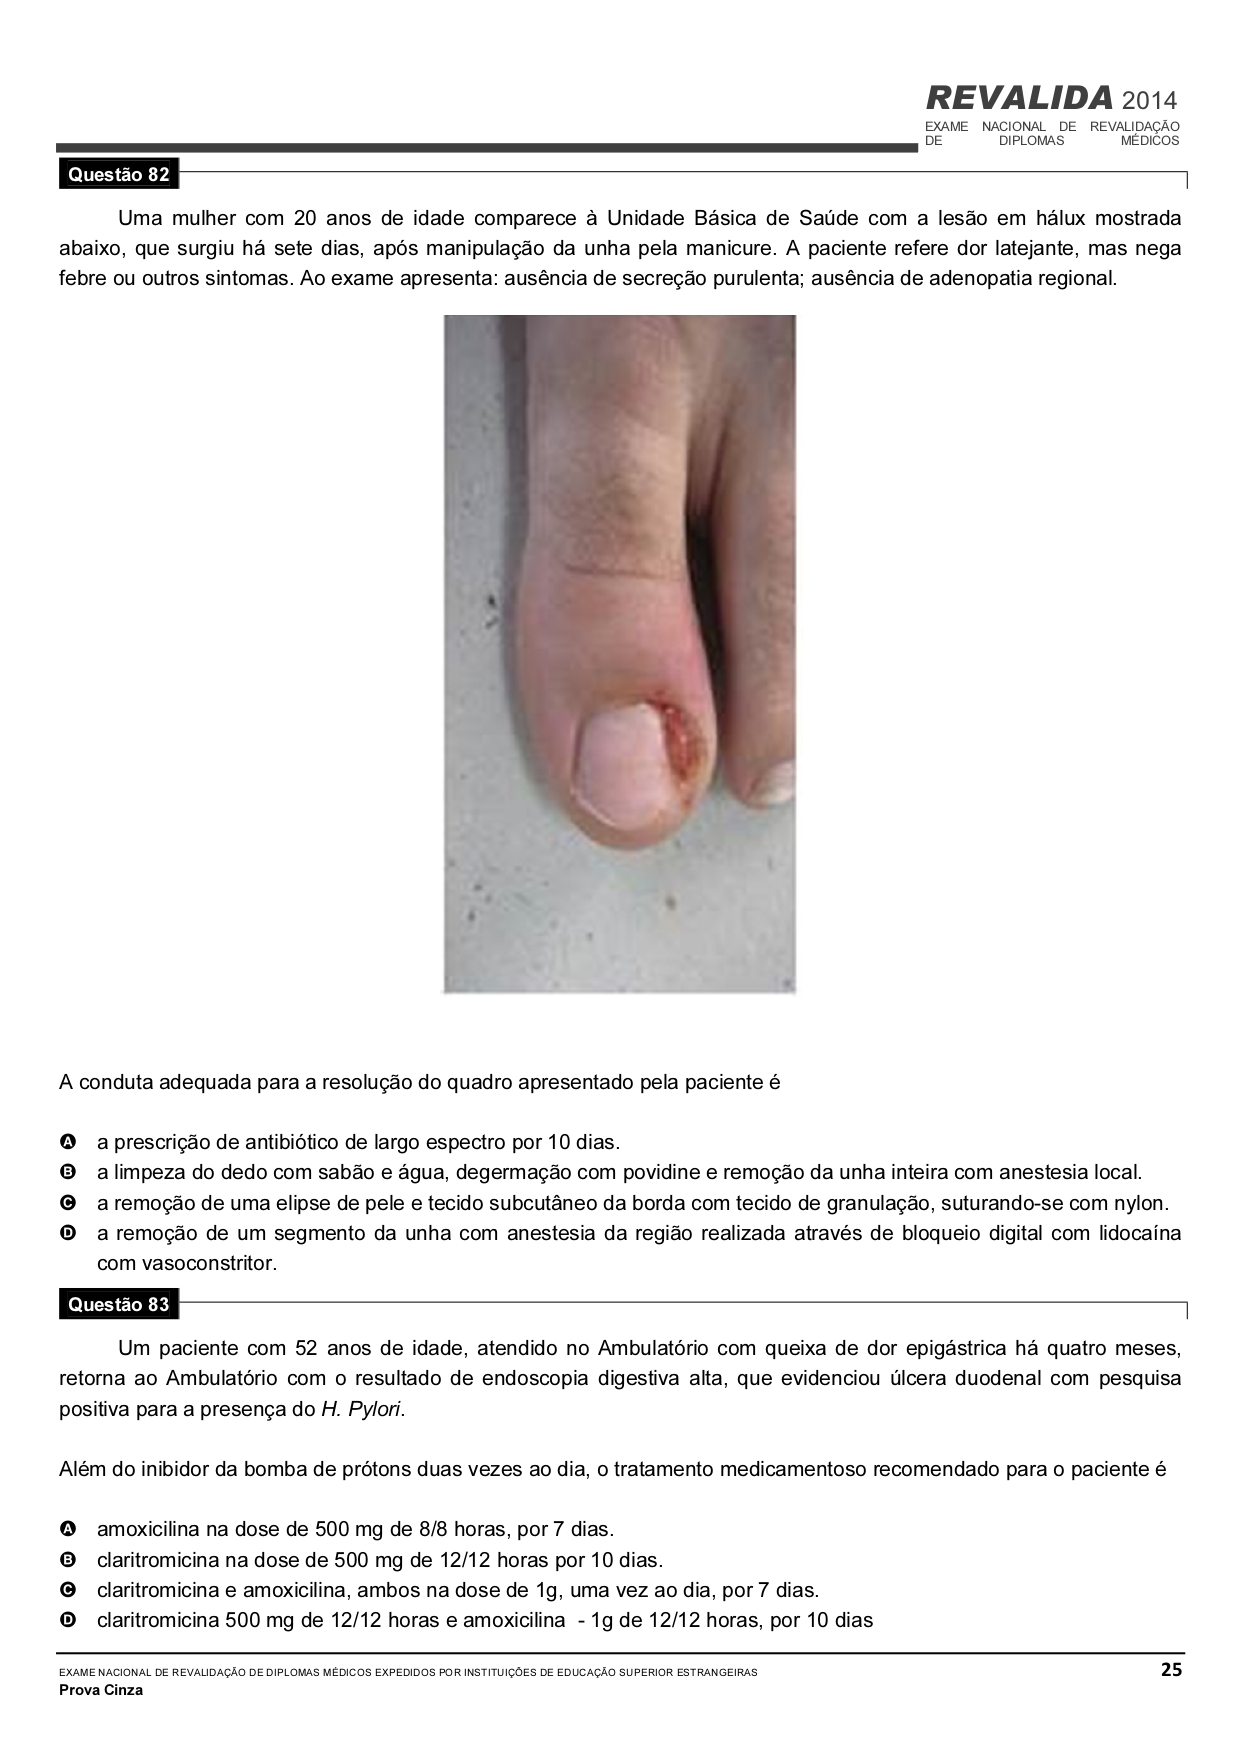 REVALIDA 2014
EXAME NACIONAL DE REVALIDAÇÃO
DE DIPLOMAS MÉDICOS
Questão 82
Uma mulher com 20 anos de idade comparece à Unidade Básica de Saúde com a lesão em hálux mostrada
abaixo, que surgiu há sete dias, após manipulação da unha pela manicure. A paciente refere dor latejante, mas nega
febre ou outros sintomas. Ao exame apresenta: ausência de secreção purulenta; ausência de adenopatia regional.
A conduta adequada para a resolução do quadro apresentado pela paciente é
A a prescrição de antibiótico de largo espectro por 10 dias.
B a limpeza do dedo com sabão e água, degermação com povidine e remoção da unha inteira com anestesia local.
C a remoção de uma elipse de pele e tecido subcutâneo da borda com tecido de granulação, suturando-se com nylon.
D a remoção de um segmento da unha com anestesia da região realizada através de bloqueio digital com lidocaína
com vasoconstritor.
Questão 83
Um paciente com 52 anos de idade, atendido no Ambulatório com queixa de dor epigástrica há quatro meses,
retorna ao Ambulatório com o resultado de endoscopia digestiva alta, que evidenciou úlcera duodenal com pesquisa
positiva para a presença do H. Pylori.
Além do inibidor da bomba de prótons duas vezes ao dia, o tratamento medicamentoso recomendado para o paciente é
A amoxicilina na dose de 500 mg de 8/8 horas, por 7 dias.
B claritromicina na dose de 500 mg de 12/12 horas por 10 dias.
C claritromicina e amoxicilina, ambos na dose de 1g, uma vez ao dia, por 7 dias.
D claritromicina 500 mg de 12/12 horas e amoxicilina - 1g de 12/12 horas, por 10 dias
EXAME NACIONAL DE REVALIDAÇÃO DE DIPLOMAS MÉDICOS EXPEDIDOS POR INSTITUIÇÕES DE EDUCAÇÃO SUPERIOR ESTRANGEIRAS
25
Prova Cinza